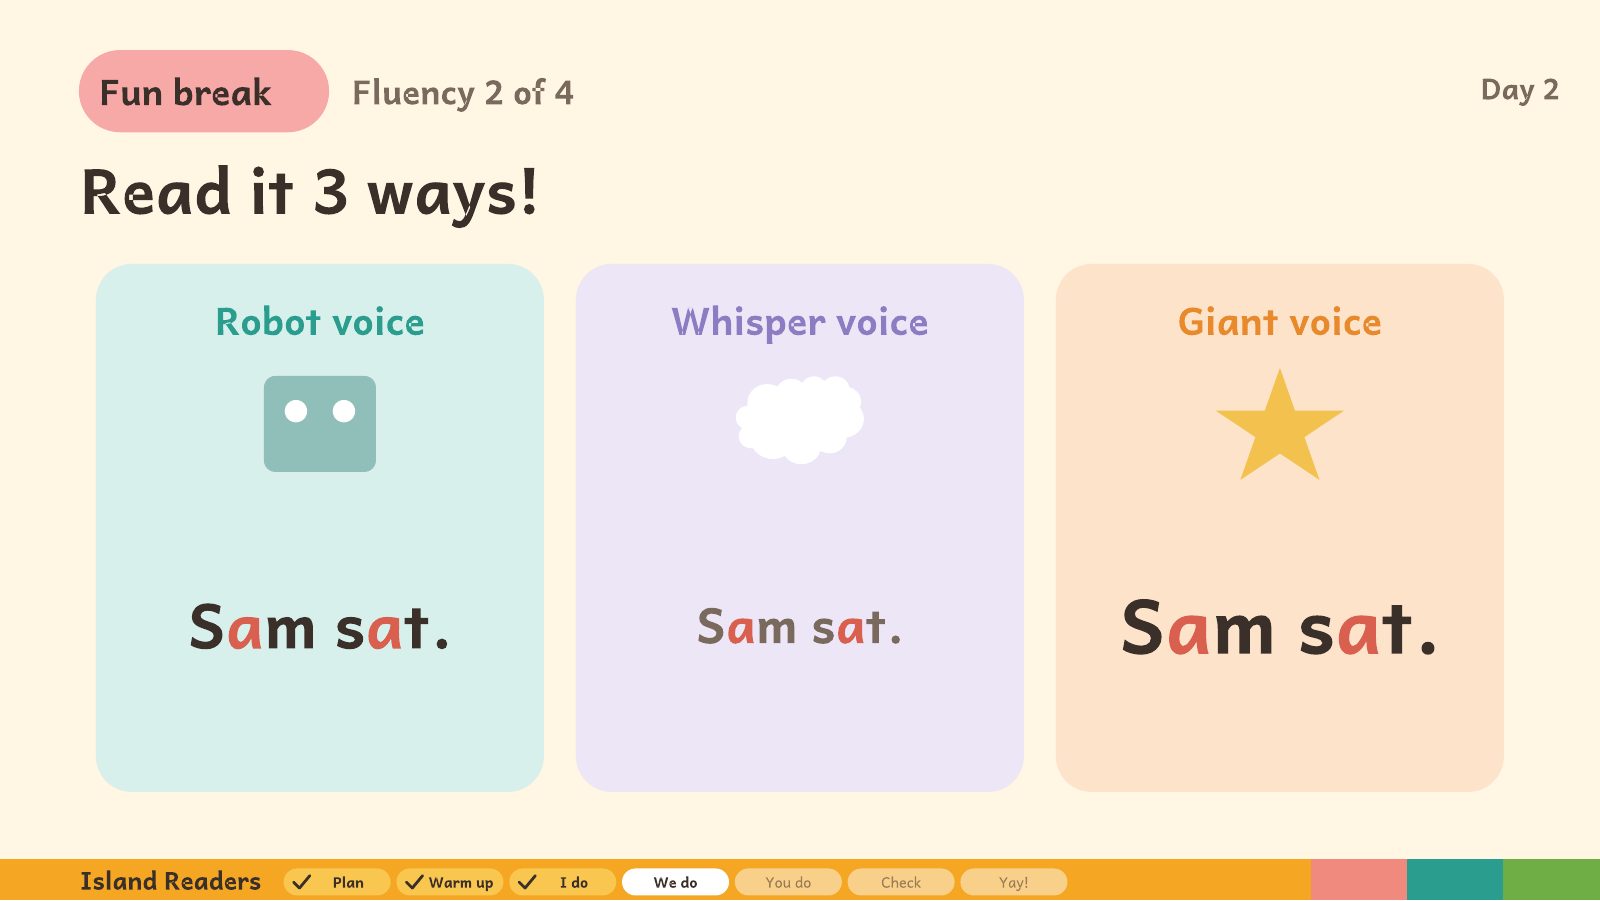 Fun break
Fluency 2 of 4
Day 2
Read it 3 ways!
Robot voice
Sam sat.
Whisper voice
Sam sat.
Giant voice
Sam sat.
Island Readers
Plan
Warm up
I do
We do
You do
Check
Yay!